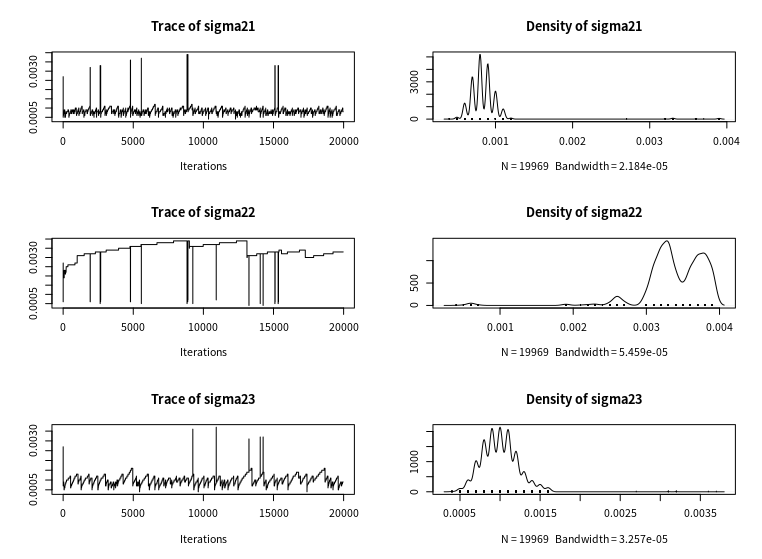 Trace of sigma21
0.0030
0.0005
0 5000 10000 15000 20000
Iterations
Density of sigma21
3000
0
0.001 0.002 0.003 0.004
N = 19969 Bandwidth = 2.184e-05
Trace of sigma22
0.0030
0.0005
0 5000 10000 15000 20000
Iterations
Density of sigma22
500
0
0.001 0.002 0.003 0.004
N = 19969 Bandwidth = 5.459e-05
Trace of sigma23
0.0030
0.0005
0 5000 10000 15000 20000
Iterations
Density of sigma23
1000
0
0.0005 0.0015 0.0025 0.0035
N = 19969 Bandwidth = 3.257e-05